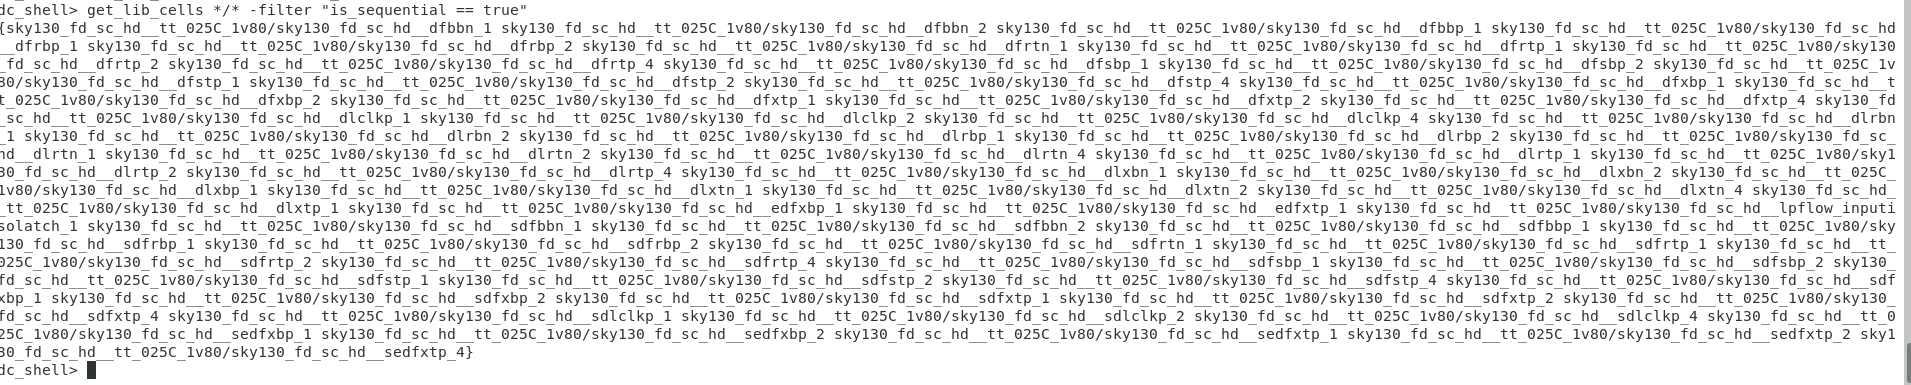 dc_shell> get_lib_cells */* -filter "is_sequential == true"
{sky130_fd_sc_hd__tt_025C_1v80/sky130_fd_sc_hd__dfbbn_1 sky130_fd_sc_hd__tt_025C_1v80/sky130_fd_sc_hd__dfbbn_2 sky130_fd_sc_hd__tt_025C_1v80/sky130_fd_sc_hd__dfbbp_1 sky130_fd_sc_hd__tt_025C_1v80/sky130_fd_sc_hd
__dfrbp_1 sky130_fd_sc_hd__tt_025C_1v80/sky130_fd_sc_hd__dfrbp_2 sky130_fd_sc_hd__tt_025C_1v80/sky130_fd_sc_hd__dfrtn_1 sky130_fd_sc_hd__tt_025C_1v80/sky130_fd_sc_hd__dfrtp_1 sky130_fd_sc_hd__tt_025C_1v80/sky130
_fd_sc_hd__dfrtp_2 sky130_fd_sc_hd__tt_025C_1v80/sky130_fd_sc_hd__dfrtp_4 sky130_fd_sc_hd__tt_025C_1v80/sky130_fd_sc_hd__dfsbp_1 sky130_fd_sc_hd__tt_025C_1v80/sky130_fd_sc_hd__dfsbp_2 sky130_fd_sc_hd__tt_025C_1v
80/sky130_fd_sc_hd__dfstp_1 sky130_fd_sc_hd__tt_025C_1v80/sky130_fd_sc_hd__dfstp_2 sky130_fd_sc_hd__tt_025C_1v80/sky130_fd_sc_hd__dfstp_4 sky130_fd_sc_hd__tt_025C_1v80/sky130_fd_sc_hd__dfxbp_1 sky130_fd_sc_hd__t
t_025C_1v80/sky130_fd_sc_hd__dfxbp_2 sky130_fd_sc_hd__tt_025C_1v80/sky130_fd_sc_hd__dfxtp_1 sky130_fd_sc_hd__tt_025C_1v80/sky130_fd_sc_hd__dfxtp_2 sky130_fd_sc_hd__tt_025C_1v80/sky130_fd_sc_hd__dfxtp_4 sky130_fd
_sc_hd__tt_025C_1v80/sky130_fd_sc_hd__dlclkp_1 sky130_fd_sc_hd__tt_025C_1v80/sky130_fd_sc_hd__dlclkp_2 sky130_fd_sc_hd__tt_025C_1v80/sky130_fd_sc_hd__dlclkp_4 sky130_fd_sc_hd__tt_025C_1v80/sky130_fd_sc_hd__dlrbn
_1 sky130_fd_sc_hd__tt_025C_1v80/sky130_fd_sc_hd__dlrbn_2 sky130_fd_sc_hd__tt_025C_1v80/sky130_fd_sc_hd__dlrbp_1 sky130_fd_sc_hd__tt_025C_1v80/sky130_fd_sc_hd__dlrbp_2 sky130_fd_sc_hd__tt_025C_1v80/sky130_fd_sc_
hd__dlrtn_1 sky130_fd_sc_hd__tt_025C_1v80/sky130_fd_sc_hd__dlrtn_2 sky130_fd_sc_hd__tt_025C_1v80/sky130_fd_sc_hd__dlrtn_4 sky130_fd_sc_hd__tt_025C_1v80/sky130_fd_sc_hd__dlrtp_1 sky130_fd_sc_hd__tt_025C_1v80/sky1
30_fd_sc_hd__dlrtp_2 sky130_fd_sc_hd__tt_025C_1v80/sky130_fd_sc_hd__dlrtp_4 sky130_fd_sc_hd__tt_025C_1v80/sky130_fd_sc_hd__dlxbn_1 sky130_fd_sc_hd__tt_025C_1v80/sky130_fd_sc_hd__dlxbn_2 sky130_fd_sc_hd__tt_025C_
1v80/sky130_fd_sc_hd__dlxbp_1 sky130_fd_sc_hd__tt_025C_1v80/sky130_fd_sc_hd__dlxtn_1 sky130_fd_sc_hd__tt_025C_1v80/sky130_fd_sc_hd__dlxtn_2 sky130_fd_sc_hd__tt_025C_1v80/sky130_fd_sc_hd__dlxtn_4 sky130_fd_sc_hd_
_tt_025C_1v80/sky130_fd_sc_hd__dlxtp_1 sky130_fd_sc_hd__tt_025C_1v80/sky130_fd_sc_hd__edfxbp_1 sky130_fd_sc_hd__tt_025C_1v80/sky130_fd_sc_hd__edfxtp_1 sky130_fd_sc_hd__tt_025C_1v80/sky130_fd_sc_hd__lpflow_inputi
solatch_1 sky130_fd_sc_hd__tt_025C_1v80/sky130_fd_sc_hd__sdfbbn_1 sky130_fd_sc_hd__tt_025C_1v80/sky130_fd_sc_hd__sdfbbn_2 sky130_fd_sc_hd__tt_025C_1v80/sky130_fd_sc_hd__sdfbbp_1 sky130_fd_sc_hd__tt_025C_1v80/sky
130_fd_sc_hd__sdfrbp_1 sky130_fd_sc_hd__tt_025C_1v80/sky130_fd_sc_hd__sdfrbp_2 sky130_fd_sc_hd__tt_025C_1v80/sky130_fd_sc_hd__sdfrtn_1 sky130_fd_sc_hd__tt_025C_1v80/sky130_fd_sc_hd__sdfrtp_1 sky130_fd_sc_hd__tt_
025C_1v80/sky130_fd_sc_hd__sdfrtp_2 sky130_fd_sc_hd__tt_025C_1v80/sky130_fd_sc_hd__sdfrtp_4 sky130_fd_sc_hd__tt_025C_1v80/sky130_fd_sc_hd__sdfsbp_1 sky130_fd_sc_hd__tt_025C_1v80/sky130_fd_sc_hd__sdfsbp_2 sky130_
fd_sc_hd__tt_025C_1v80/sky130_fd_sc_hd__sdfstp_1 sky130_fd_sc_hd__tt_025C_1v80/sky130_fd_sc_hd__sdfstp_2 sky130_fd_sc_hd__tt_025C_1v80/sky130_fd_sc_hd__sdfstp_4 sky130_fd_sc_hd__tt_025C_1v80/sky130_fd_sc_hd__sdf
xbp_1 sky130_fd_sc_hd__tt_025C_1v80/sky130_fd_sc_hd__sdfxbp_2 sky130_fd_sc_hd__tt_025C_1v80/sky130_fd_sc_hd__sdfxtp_1 sky130_fd_sc_hd__tt_025C_1v80/sky130_fd_sc_hd__sdfxtp_2 sky130_fd_sc_hd__tt_025C_1v80/sky130_
fd_sc_hd__sdfxtp_4 sky130_fd_sc_hd__tt_025C_1v80/sky130_fd_sc_hd__sdlclkp_1 sky130_fd_sc_hd__tt_025C_1v80/sky130_fd_sc_hd__sdlclkp_2 sky130_fd_sc_hd__tt_025C_1v80/sky130_fd_sc_hd__sdlclkp_4 sky130_fd_sc_hd__tt_0
25C_1v80/sky130_fd_sc_hd__sedfxbp_1 sky130_fd_sc_hd__tt_025C_1v80/sky130_fd_sc_hd__sedfxbp_2 sky130_fd_sc_hd__tt_025C_1v80/sky130_fd_sc_hd__sedfxtp_1 sky130_fd_sc_hd__tt_025C_1v80/sky130_fd_sc_hd__sedfxtp_2 sky1
30_fd_sc_hd__tt_025C_1v80/sky130_fd_sc_hd__sedfxtp_4}
dc_shell>